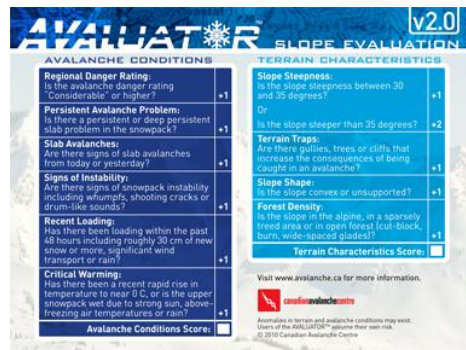 AVALUATOR™ v2.0
SLOPE EVALUATION
AVALANCHE CONDITIONS
Regional Danger Rating:
Is the avalanche danger rating
"Considerable" or higher? +1
Persistent Avalanche Problem:
Is there a persistent or deep persistent
slab problem in the snowpack? +1
Slab Avalanches:
Are there signs of slab avalanches
from today or yesterday? +1
Signs of Instability:
Are there signs of snowpack instability
including whumpfs, shooting cracks or
drum-like sounds? +1
Recent Loading:
Has there been loading within the past
48 hours including roughly 30 cm of new
snow or more, significant wind
transport or rain? +1
Critical Warming:
Has there been a recent rapid rise in
temperature to near 0 C, or is the upper
snowpack wet due to strong sun, above-
freezing air temperatures or rain? +1
Avalanche Conditions Score:
TERRAIN CHARACTERISTICS
Slope Steepness:
Is the slope steepness between 30
and 35 degrees? +1
Or
Is the slope steeper than 35 degrees? +2
Terrain Traps:
Are there gullies, trees or cliffs that
increase the consequences of being
caught in an avalanche? +1
Slope Shape:
Is the slope convex or unsupported? +1
Forest Density:
Is the slope in the alpine, in a sparsely
treed area or in open forest (cut-block,
burn, wide-spaced glades)? +1
Terrain Characteristics Score:
Visit www.avalanche.ca for more information.
canadianavalanchecentre
Anomalies in terrain and avalanche conditions may exist.
Users of the AVALUATOR™ assume their own risk.
© 2010 Canadian Avalanche Centre